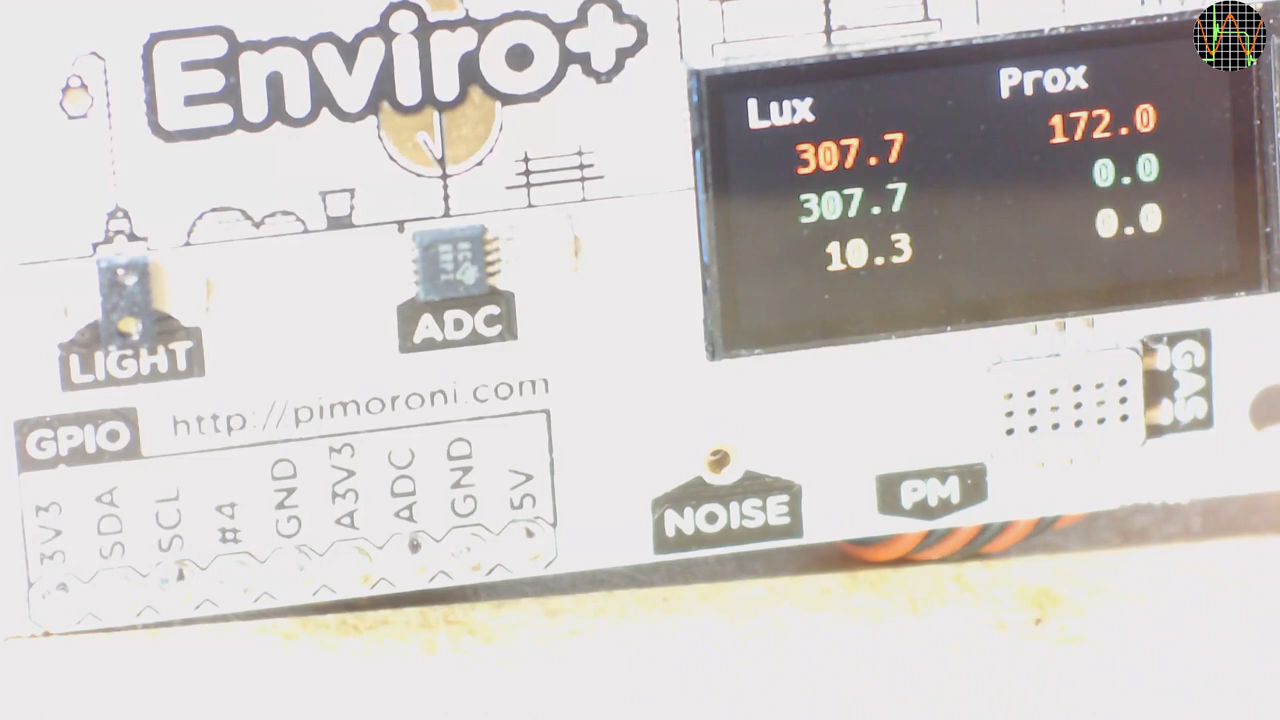 Enviro+
Lux Prox
307.7 172.0
307.7 0.0
10.3 0.0
LIGHT
ADC
GAS
http://pimoroni.com
GPIO
3V3 SDA SCL #4 GND A3V3 ADC GND 5V
NOISE
PM